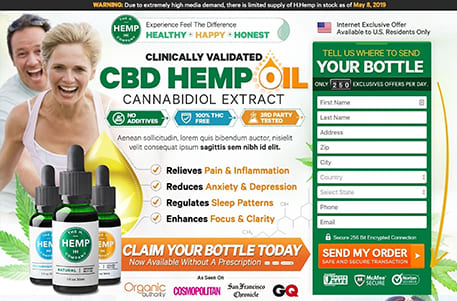 WARNING: Due to extremely high media demand, there is limited supply of H.Hemp in stock as of May 8, 2019
THE
HEMP
COMPANY
Experience Feel The Difference
HEALTHY • HAPPY • HONEST
Internet Exclusive Offer
Available to U.S. Residents Only
CLINICALLY VALIDATED
CBD HEMP OIL
CANNABIDIOL EXTRACT
NO
ADDITIVES
100% THC
FREE
3RD PARTY
TESTED
Aenean sollicitudin, lorem quis bibendum auctor, nisielit
velit consequat ipsum sagittis sem nibh id elit.
Relieves Pain & Inflammation
Reduces Anxiety & Depression
Regulates Sleep Patterns
Enhances Focus & Clarity
THE
HEMP
COMPANY
NATURAL
CLAIM YOUR BOTTLE TODAY
Now Available Without A Prescription
As Seen On
Organic
authority
COSMOPOLITAN
San Francisco
Chronicle
GQ
TELL US WHERE TO SEND
YOUR BOTTLE
ONLY 250 EXCLUSIVES OFFERS PER DAY.
First Name
Last Name
Address
Zip
City
Country
Select State
Phone
Email
Secure 256 Bit Encrypted Connection
SEND MY ORDER
SAFE AND SECURE TRANSACTION
McAfee
SECURE
Norton